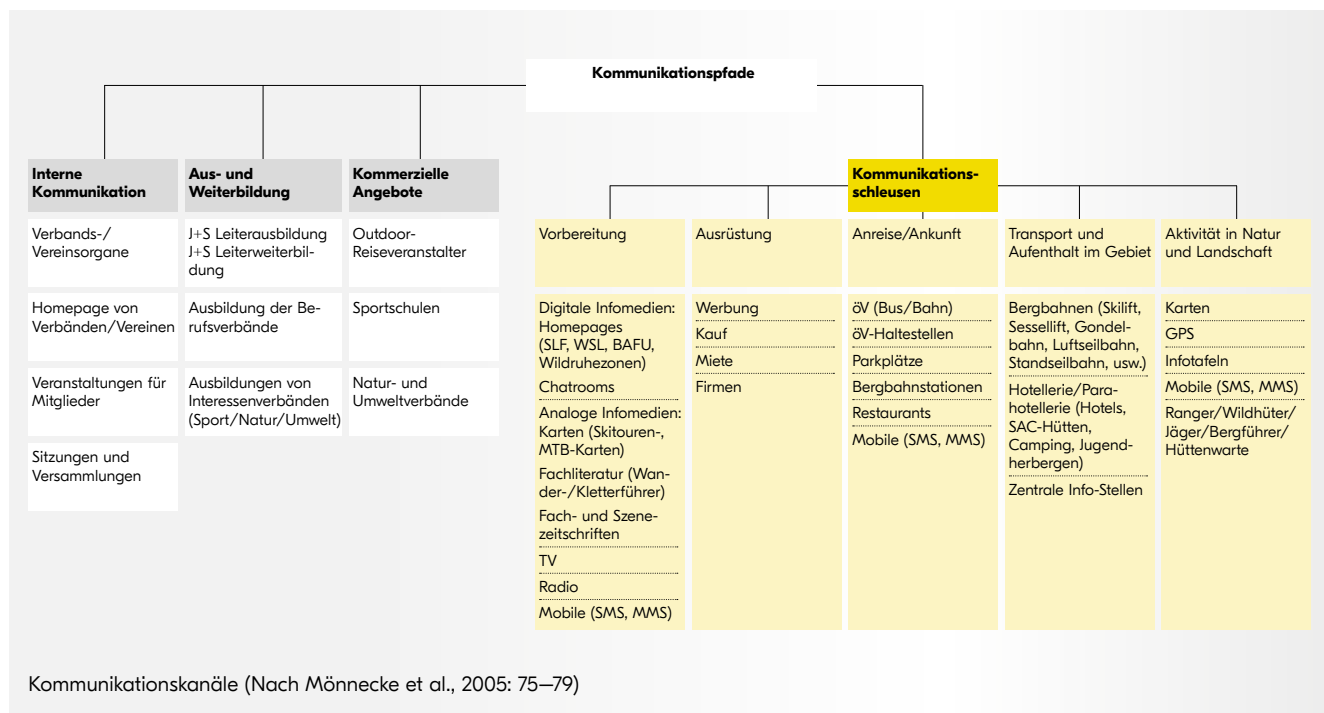 Kommunikationspfade
Interne
Kommunikation
Verbands-/
Vereinsorgane
Homepage von
Verbänden/Vereinen
Veranstaltungen für
Mitglieder
Sitzungen und
Versammlungen
Aus- und
Weiterbildung
J+S Leiterausbildung
J+S Leiterweiterbil-
dung
Ausbildung der Be-
rufsverbände
Ausbildungen von
Interessenverbänden
(Sport/Natur/Umwelt)
Kommerzielle
Angebote
Outdoor-
Reiseveranstalter
Sportschulen
Natur- und
Umweltverbände
Kommunikations-
schleusen
Vorbereitung
Digitale Infomedien:
Homepages
(SLF, WSL, BAFU,
Wildruhezonen)
Chatrooms
Analoge Infomedien:
Karten (Skitouren-,
MTB-Karten)
Fachliteratur (Wan-
der-/Kletterführer)
Fach- und Szene-
zeitschriften
TV
Radio
Mobile (SMS, MMS)
Ausrüstung
Werbung
Kauf
Miete
Firmen
Anreise/Ankunft
öV (Bus/Bahn)
öV-Haltestellen
Parkplätze
Bergbahnstationen
Restaurants
Mobile (SMS, MMS)
Transport und
Aufenthalt im Gebiet
Bergbahnen (Skilift,
Sessellift, Gondel-
bahn, Luftseilbahn,
Standseilbahn, usw.)
Hotellerie/Para-
hotellerie (Hotels,
SAC-Hütten,
Camping, Jugend-
herbergen)
Zentrale Info-Stellen
Aktivität in Natur
und Landschaft
Karten
GPS
Infotafeln
Mobile (SMS, MMS)
Ranger/Wildhüter/
Jäger/Bergführer/
Hüttenwarte
Kommunikationskanäle (Nach Mönnecke et al., 2005: 75–79)